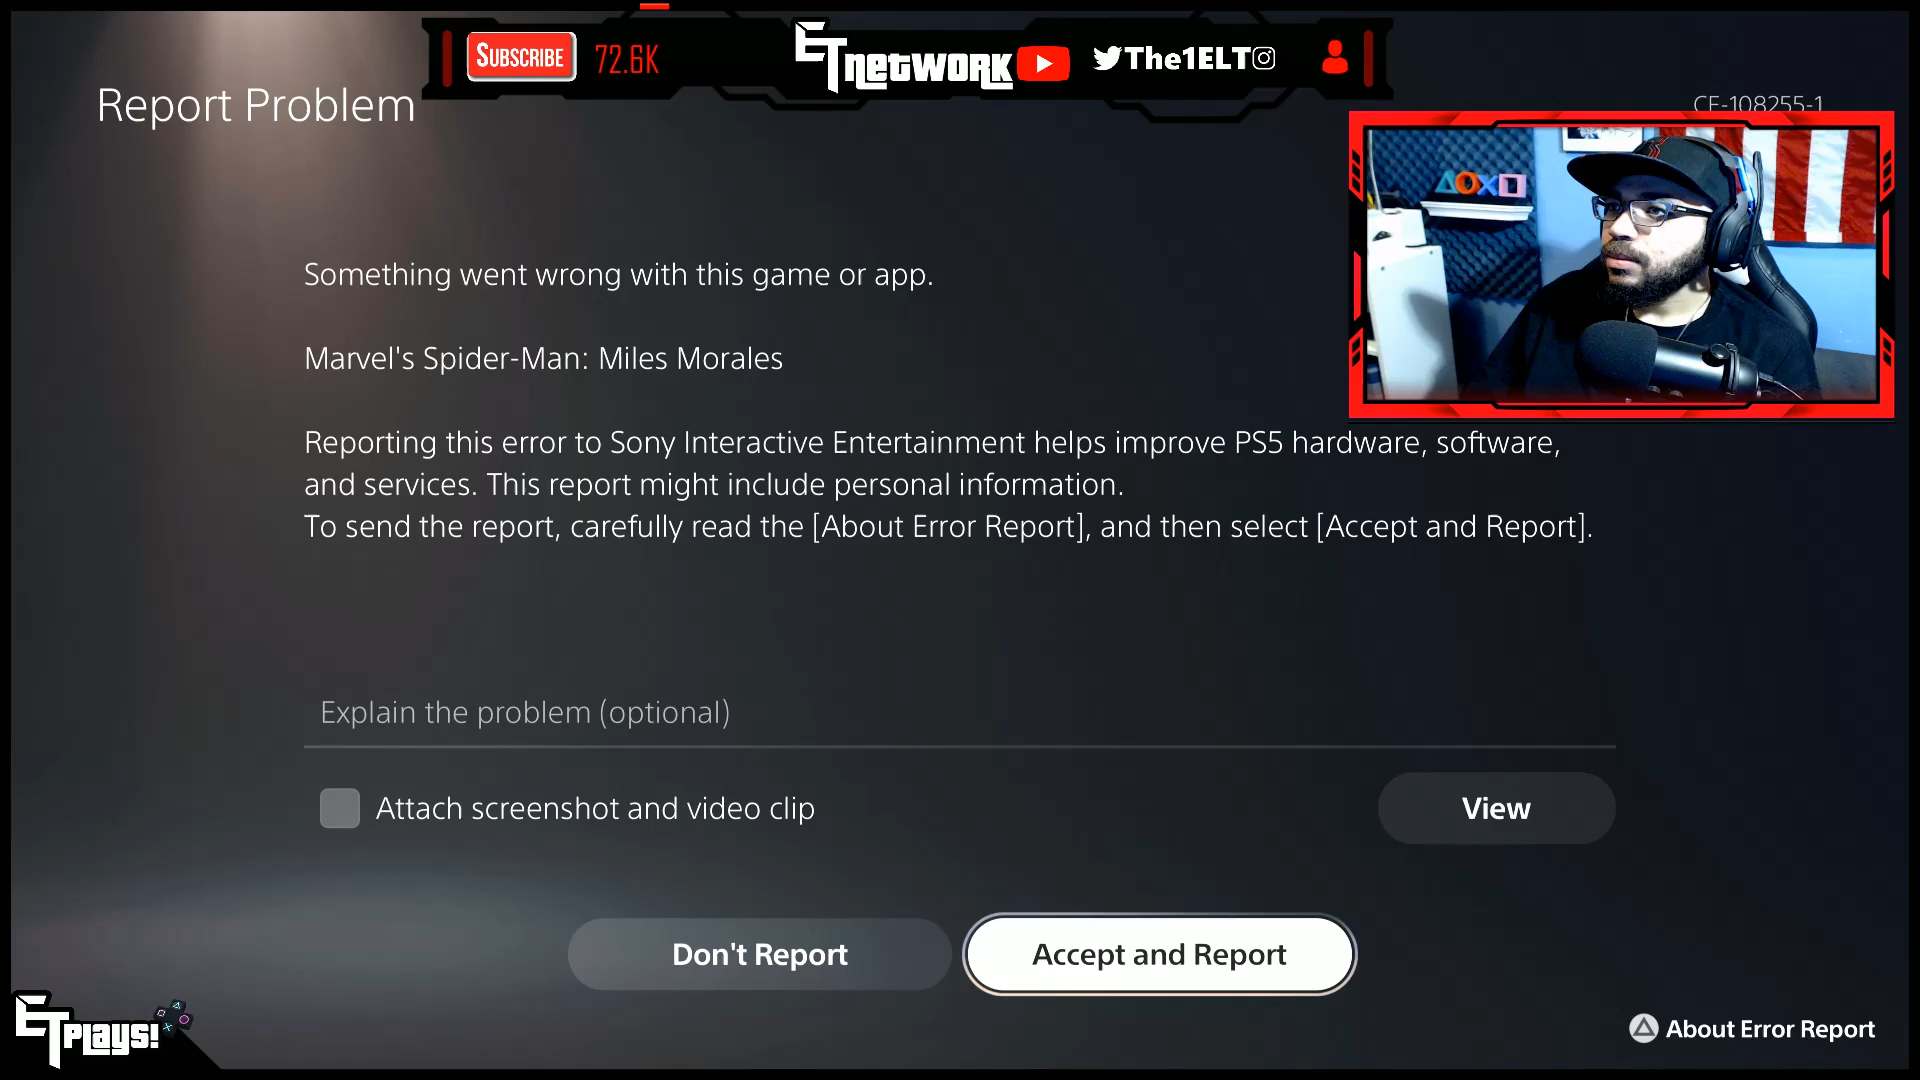 SUBSCRIBE 72.6K ET NETWORK The1ELT
Report Problem
CE-108255-1
Something went wrong with this game or app.
Marvel's Spider-Man: Miles Morales
Reporting this error to Sony Interactive Entertainment helps improve PS5 hardware, software,
and services. This report might include personal information.
To send the report, carefully read the [About Error Report], and then select [Accept and Report].
Explain the problem (optional)
Attach screenshot and video clip
View
Don't Report
Accept and Report
ET PLAYS!
About Error Report